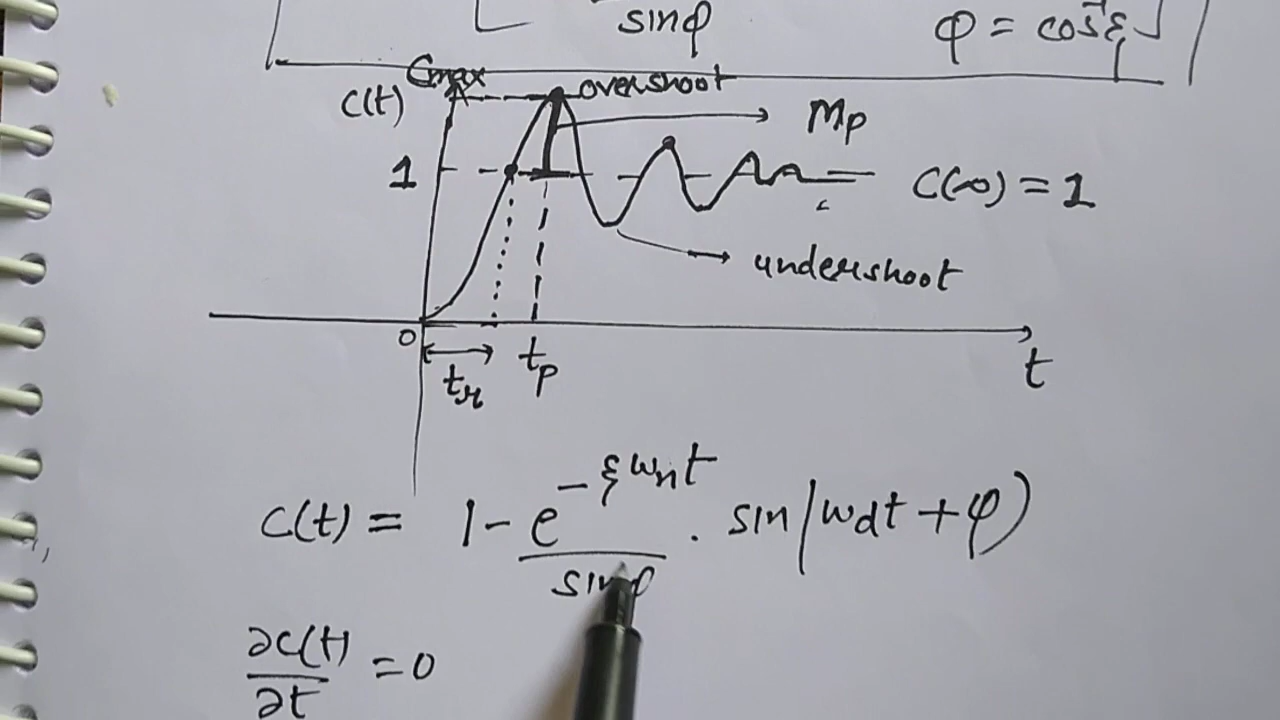 sinφ
φ = cos⁻¹ξ
Cmax
overshoot
C(t)
Mp
1
C(∞) = 1
undershoot
0
tr
tp
t
C(t) = 1 - e^(-ξωnt) / sinφ . sin(ωdt + φ)
∂C(t)/∂t = 0